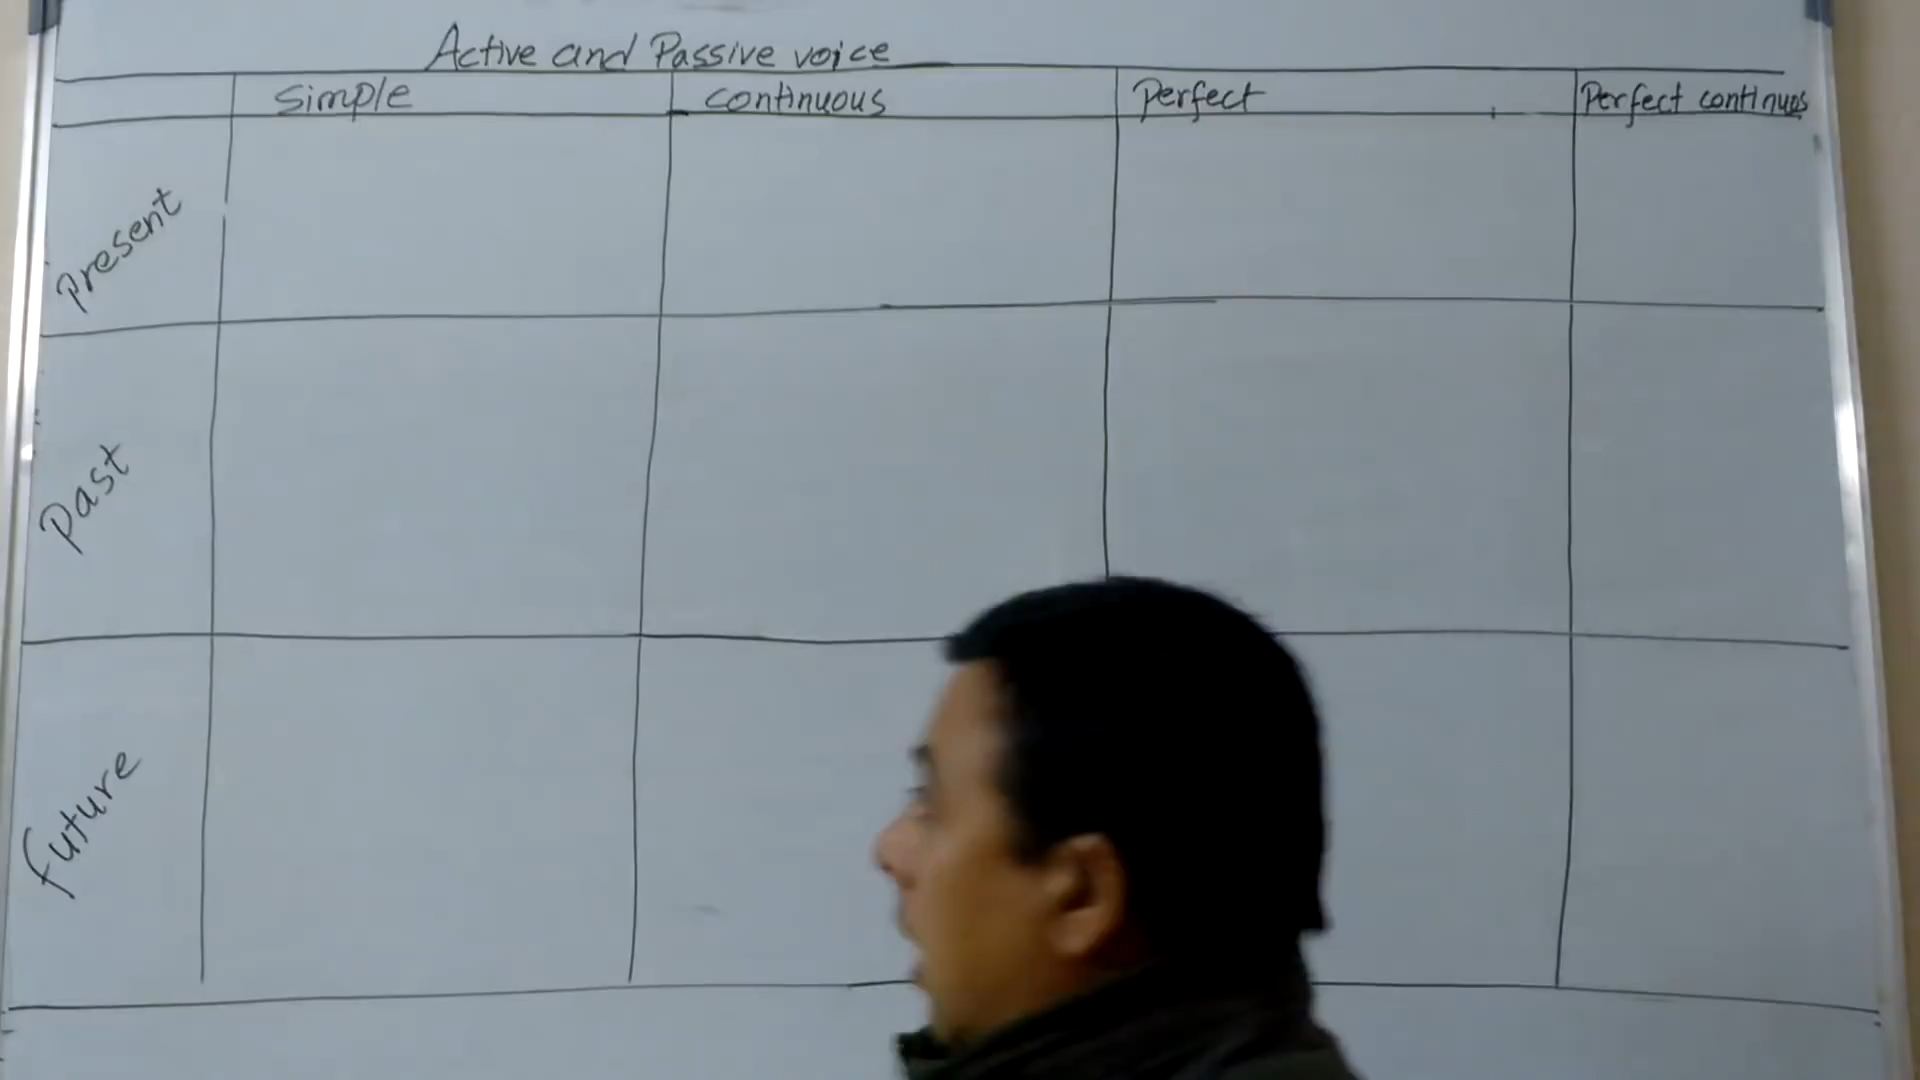 Active and Passive voice
Simple continuous Perfect Perfect continuos
Present
Past
Future